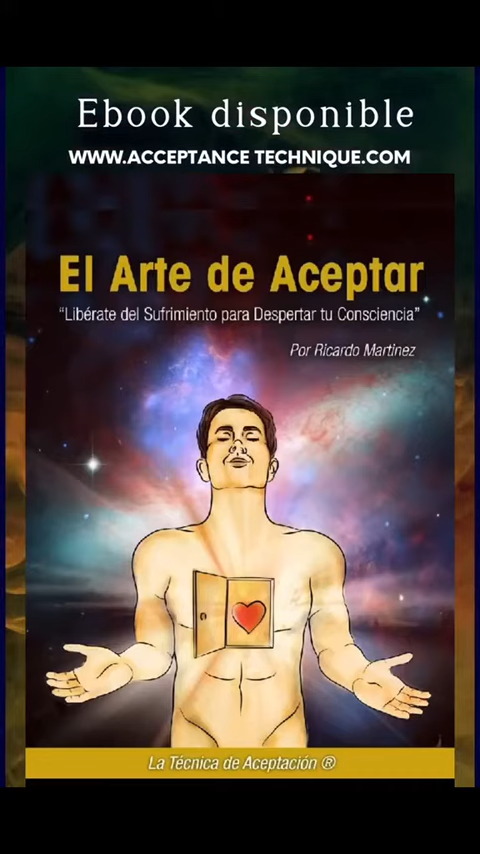 Ebook disponible
WWW.ACCEPTANCE TECHNIQUE.COM
El Arte de Aceptar
“Libérate del Sufrimiento para Despertar tu Consciencia”
Por Ricardo Martinez
La Técnica de Aceptación ®